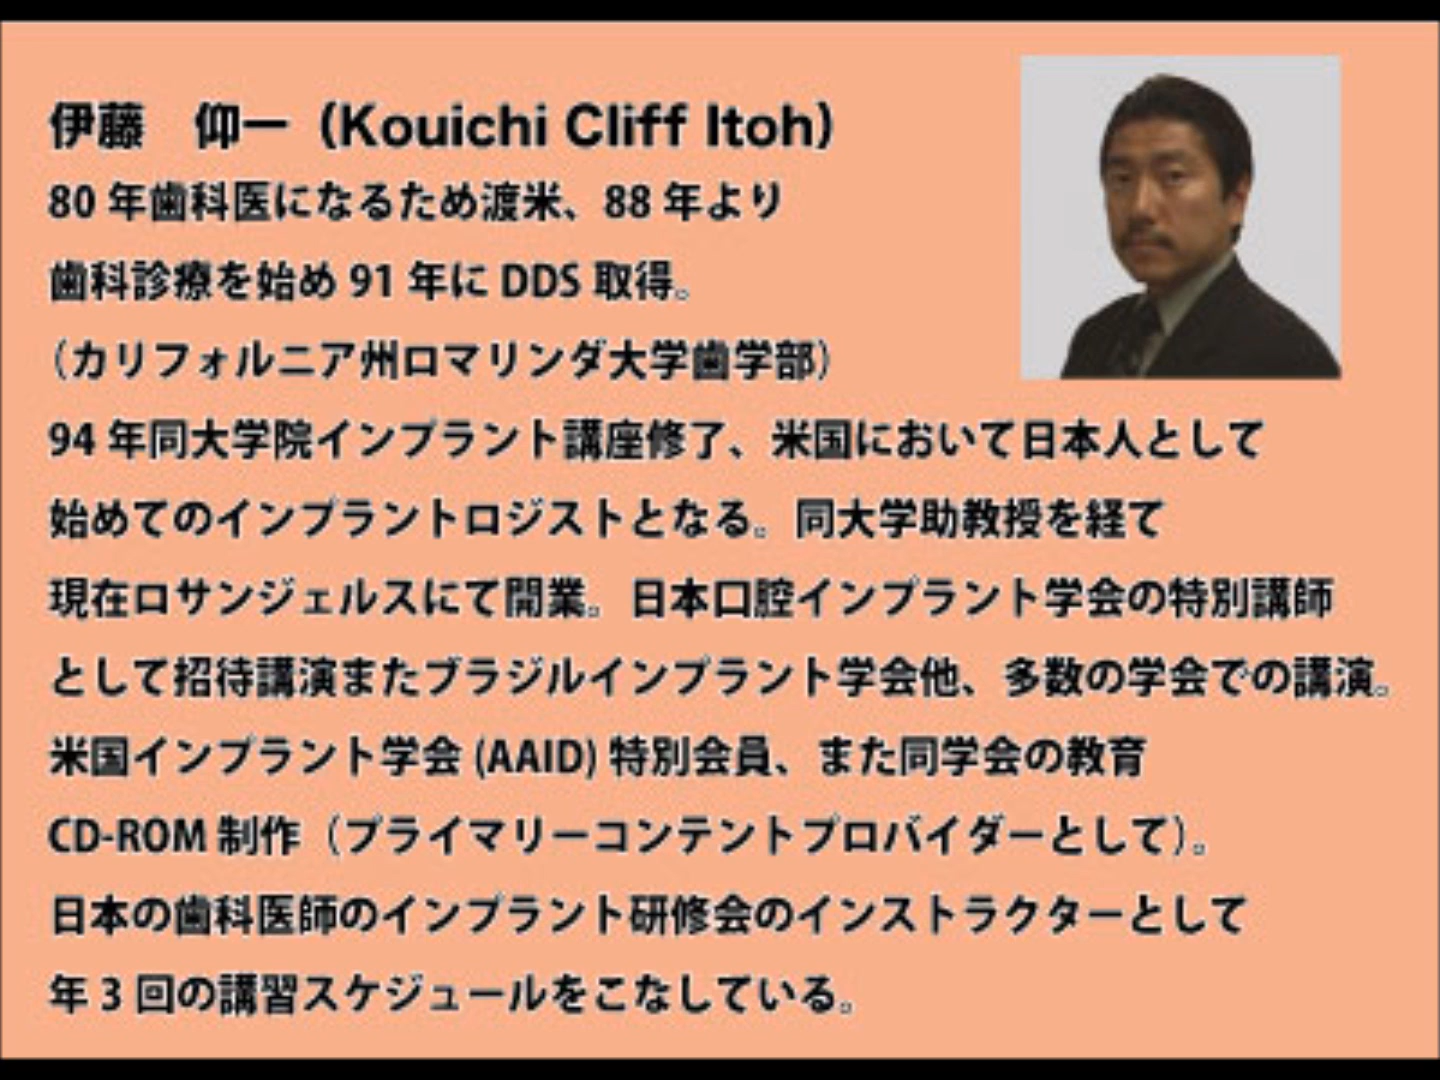 伊藤　仰一（Kouichi Cliff Itoh）
80 年歯科医になるため渡米、88 年より
歯科診療を始め 91 年に DDS 取得。
（カリフォルニア州ロマリンダ大学歯学部）
94 年同大学院インプラント講座修了、米国において日本人として
始めてのインプラントロジストとなる。同大学助教授を経て
現在ロサンジェルスにて開業。日本口腔インプラント学会の特別講師
として招待講演またブラジルインプラント学会他、多数の学会での講演。
米国インプラント学会 (AAID) 特別会員、また同学会の教育
CD-ROM 制作（プライマリーコンテントプロバイダーとして）。
日本の歯科医師のインプラント研修会のインストラクターとして
年 3 回の講習スケジュールをこなしている。